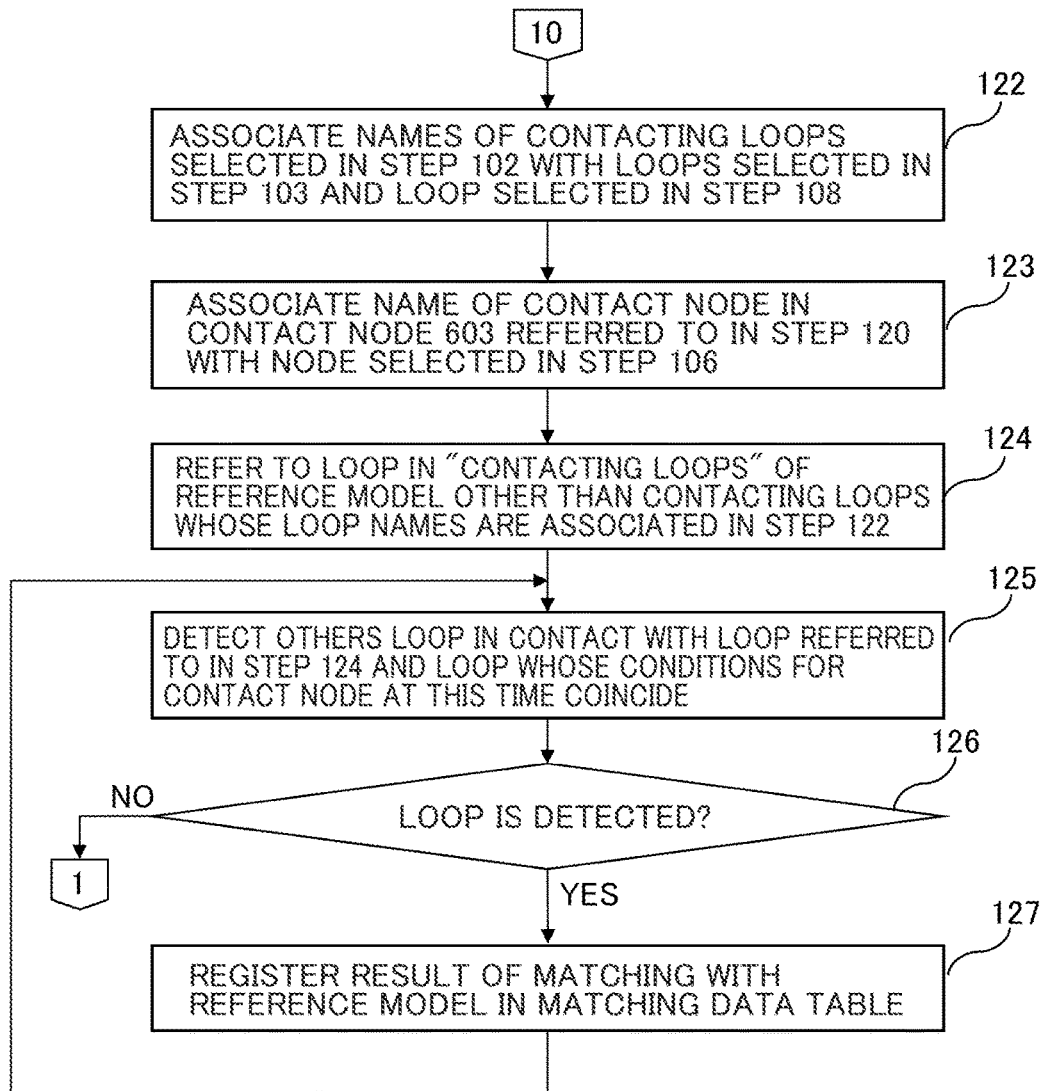 10
122
ASSOCIATE NAMES OF CONTACTING LOOPS
SELECTED IN STEP 102 WITH LOOPS SELECTED IN
STEP 103 AND LOOP SELECTED IN STEP 108
123
ASSOCIATE NAME OF CONTACT NODE IN
CONTACT NODE 603 REFERRED TO IN STEP 120
WITH NODE SELECTED IN STEP 106
124
REFER TO LOOP IN "CONTACTING LOOPS" OF
REFERENCE MODEL OTHER THAN CONTACTING LOOPS
WHOSE LOOP NAMES ARE ASSOCIATED IN STEP 122
125
DETECT OTHERS LOOP IN CONTACT WITH LOOP REFERRED
TO IN STEP 124 AND LOOP WHOSE CONDITIONS FOR
CONTACT NODE AT THIS TIME COINCIDE
126
NO
LOOP IS DETECTED?
1
YES
127
REGISTER RESULT OF MATCHING WITH
REFERENCE MODEL IN MATCHING DATA TABLE